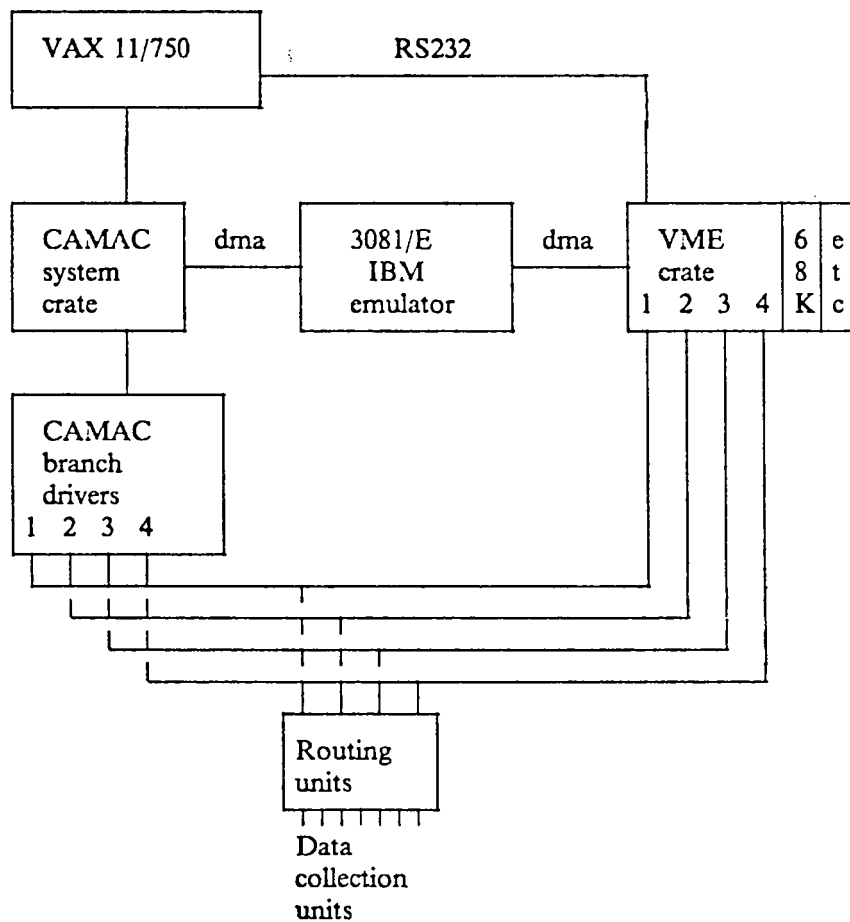 VAX 11/750
RS232
CAMAC
system
crate
dma
3081/E
IBM
emulator
dma
VME
crate
1 2 3 4
6
8
K
e
t
c
CAMAC
branch
drivers
1 2 3 4
Routing
units
Data
collection
units